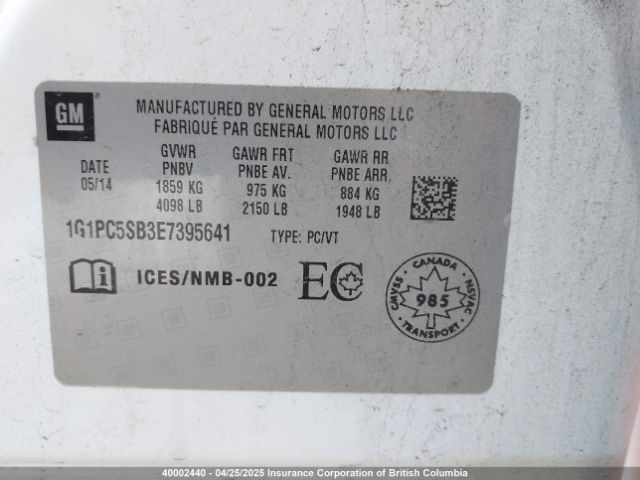 GM ®
MANUFACTURED BY GENERAL MOTORS LLC
FABRIQUÉ PAR GENERAL MOTORS LLC
DATE
05/14
GVWR
PNBV
1859 KG
4098 LB
GAWR FRT
PNBE AV.
975 KG
2150 LB
GAWR RR
PNBE ARR.
884 KG
1948 LB
1G1PC5SB3E7395641 TYPE: PC/VT
ICES/NMB-002 EC
CANADA
CMVSS 985 NSVAC
TRANSPORT
40002440 - 04/25/2025 Insurance Corporation of British Columbia